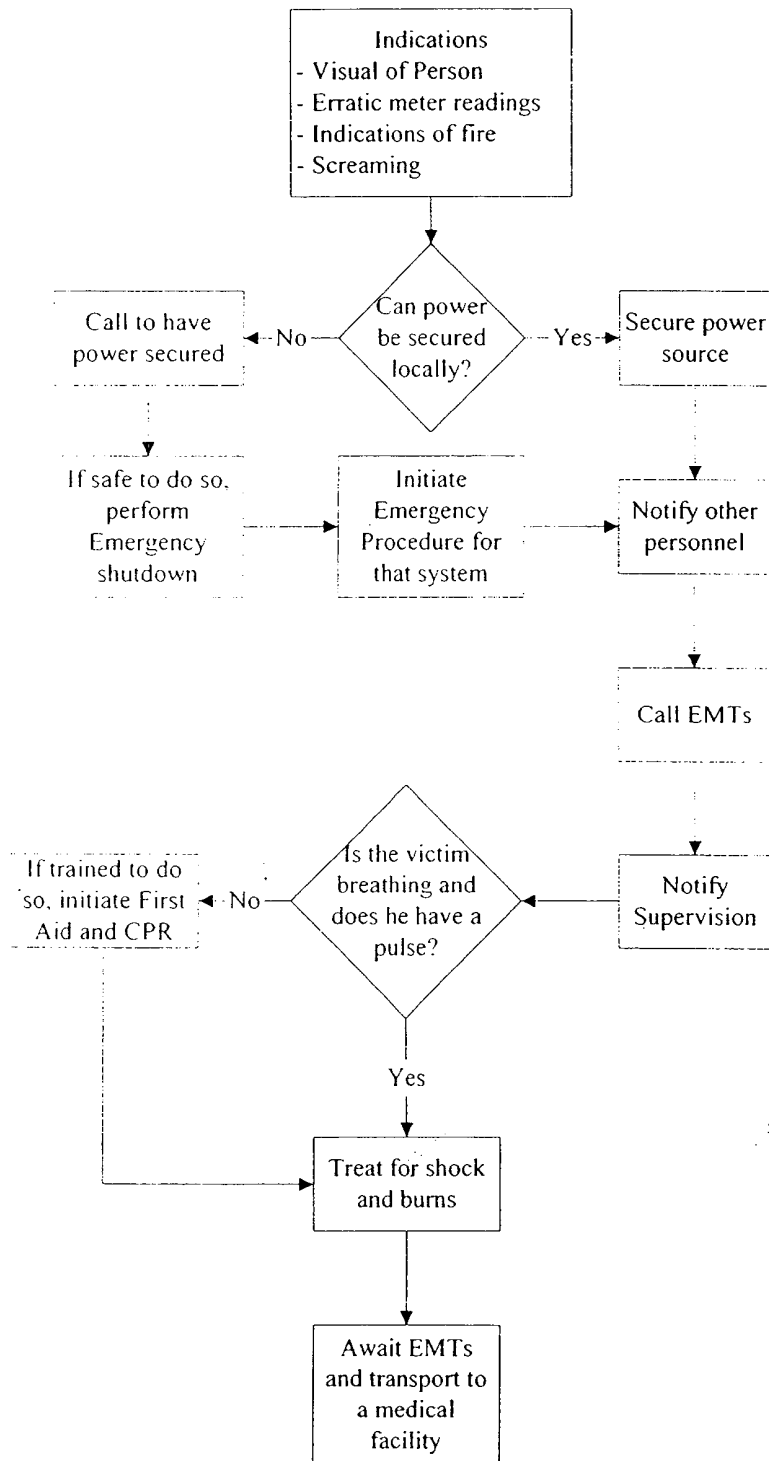 Indications
- Visual of Person
- Erratic meter readings
- Indications of fire
- Screaming
Can power
be secured
locally?
No
Yes
Call to have
power secured
Secure power
source
If safe to do so,
perform
Emergency
shutdown
Initiate
Emergency
Procedure for
that system
Notify other
personnel
Call EMTs
Notify
Supervision
Is the victim
breathing and
does he have a
pulse?
No
If trained to do
so, initiate First
Aid and CPR
Yes
Treat for shock
and burns
Await EMTs
and transport to
a medical
facility